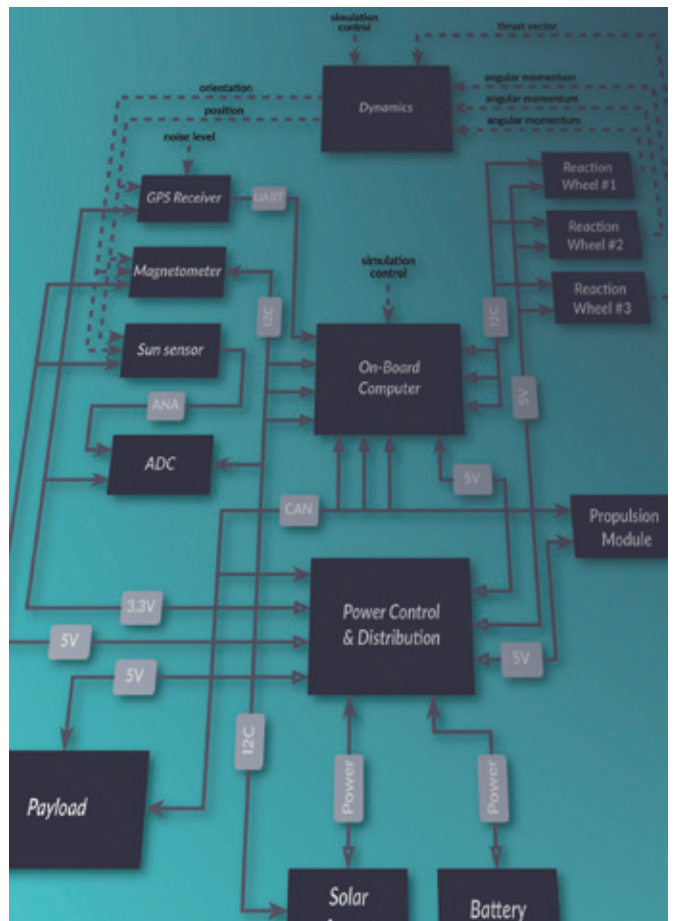 simulation
control
thrust vector
orientation
angular momentum
Dynamics
angular momentum
position
angular momentum
noise level
GPS Receiver
UART
Reaction
Wheel #1
Reaction
Wheel #2
Magnetometer
simulation
control
Reaction
Wheel #3
I2C
I2C
Sun sensor
On-Board
Computer
ANA
5V
ADC
5V
CAN
Propulsion
Module
3.3V
Power Control
& Distribution
5V
5V
5V
I2C
Power
Power
Payload
Solar
Battery